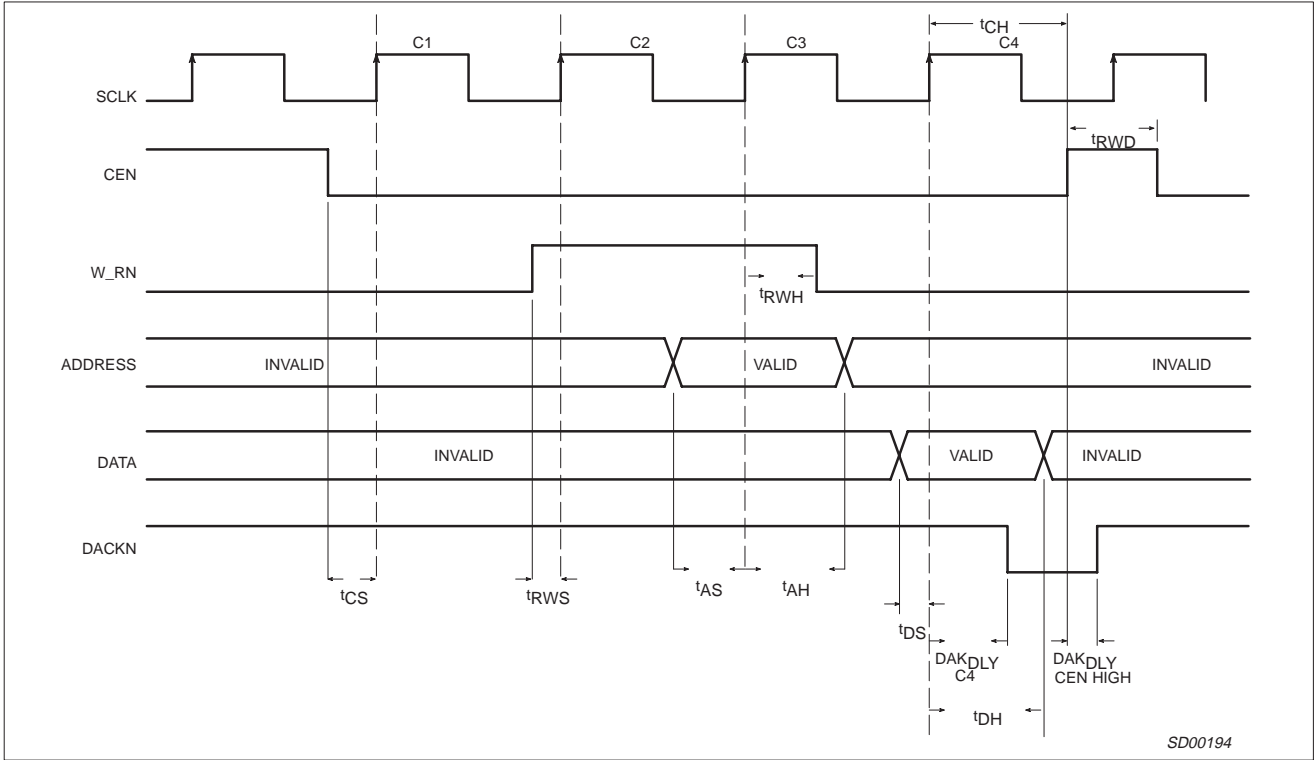 tCH
C1
C2
C3
C4
SCLK
tRWD
CEN
W_RN
tRWH
ADDRESS
INVALID
VALID
INVALID
DATA
INVALID
VALID
INVALID
DACKN
tCS
tRWS
tAS
tAH
tDS
DAKDLY
C4
DAKDLY
CEN HIGH
tDH
SD00194